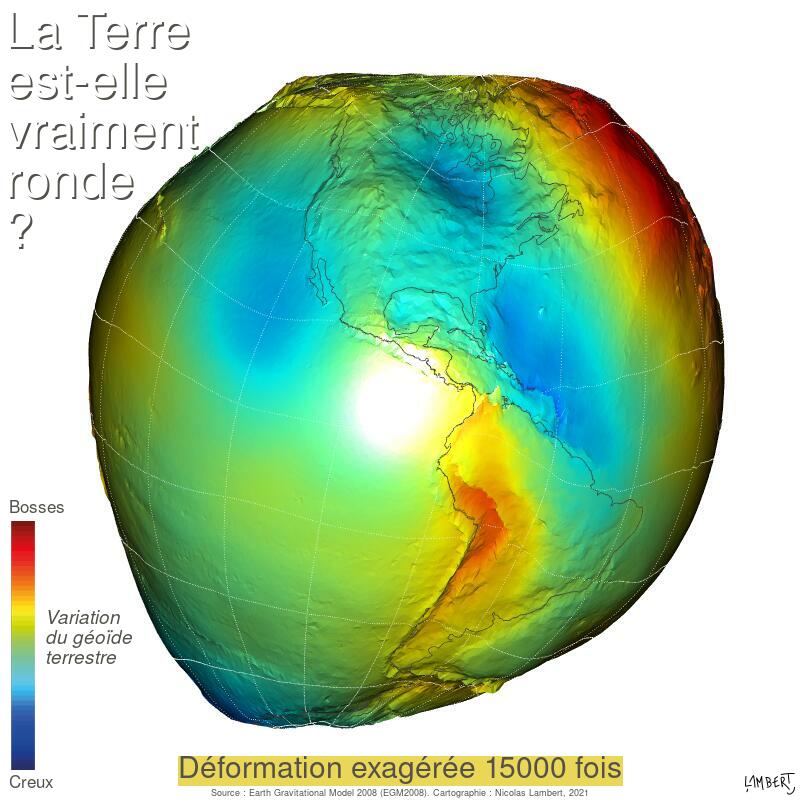 La Terre
est-elle
vraiment
ronde
?
Bosses
Variation
du géoïde
terrestre
Creux
Déformation exagérée 15000 fois
Source : Earth Gravitational Model 2008 (EGM2008). Cartographie : Nicolas Lambert, 2021
LAMBERT